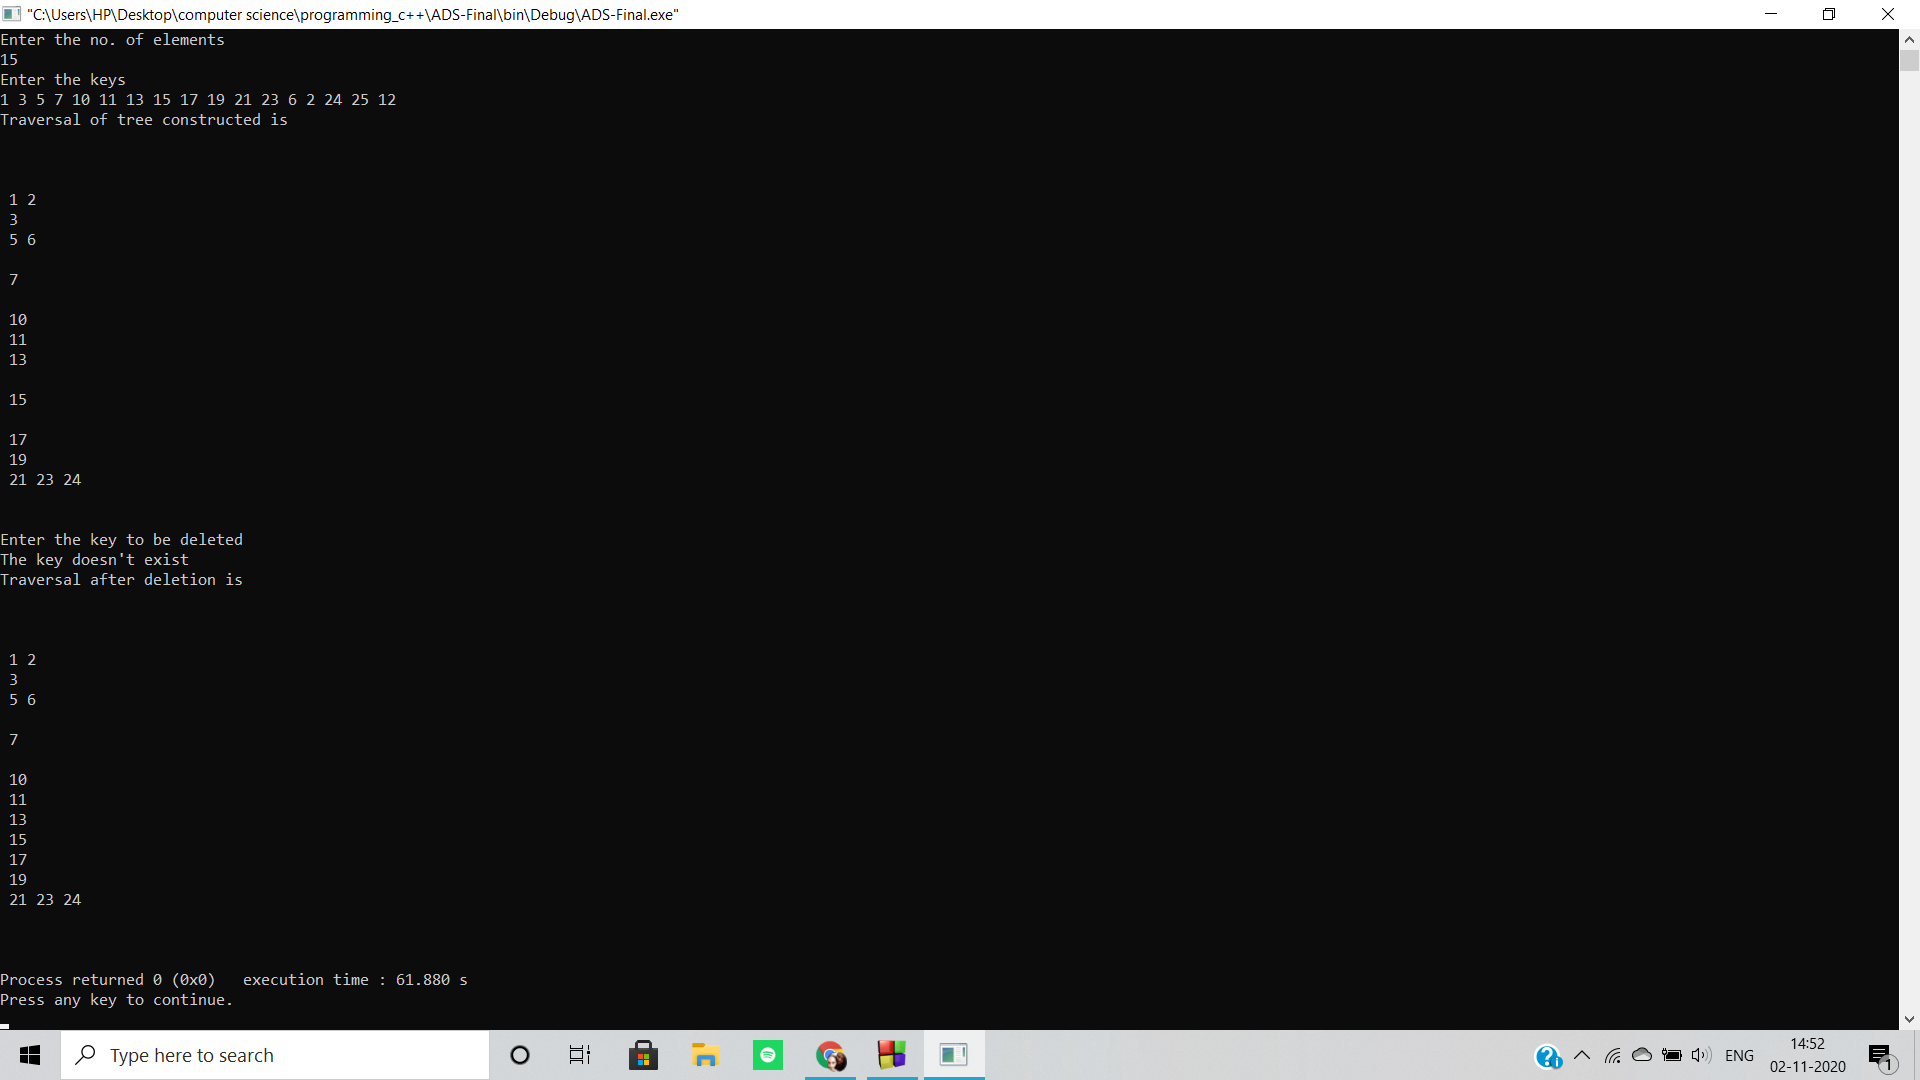 "C:\Users\HP\Desktop\computer science\programming_c++\ADS-Final\bin\Debug\ADS-Final.exe"
Enter the no. of elements
15
Enter the keys
1 3 5 7 10 11 13 15 17 19 21 23 6 2 24 25 12
Traversal of tree constructed is
1 2
3
5 6
7
10
11
13
15
17
19
21 23 24
Enter the key to be deleted
The key doesn't exist
Traversal after deletion is
1 2
3
5 6
7
10
11
13
15
17
19
21 23 24
Process returned 0 (0x0)   execution time : 61.880 s
Press any key to continue.
Type here to search
ENG
14:52
02-11-2020
1